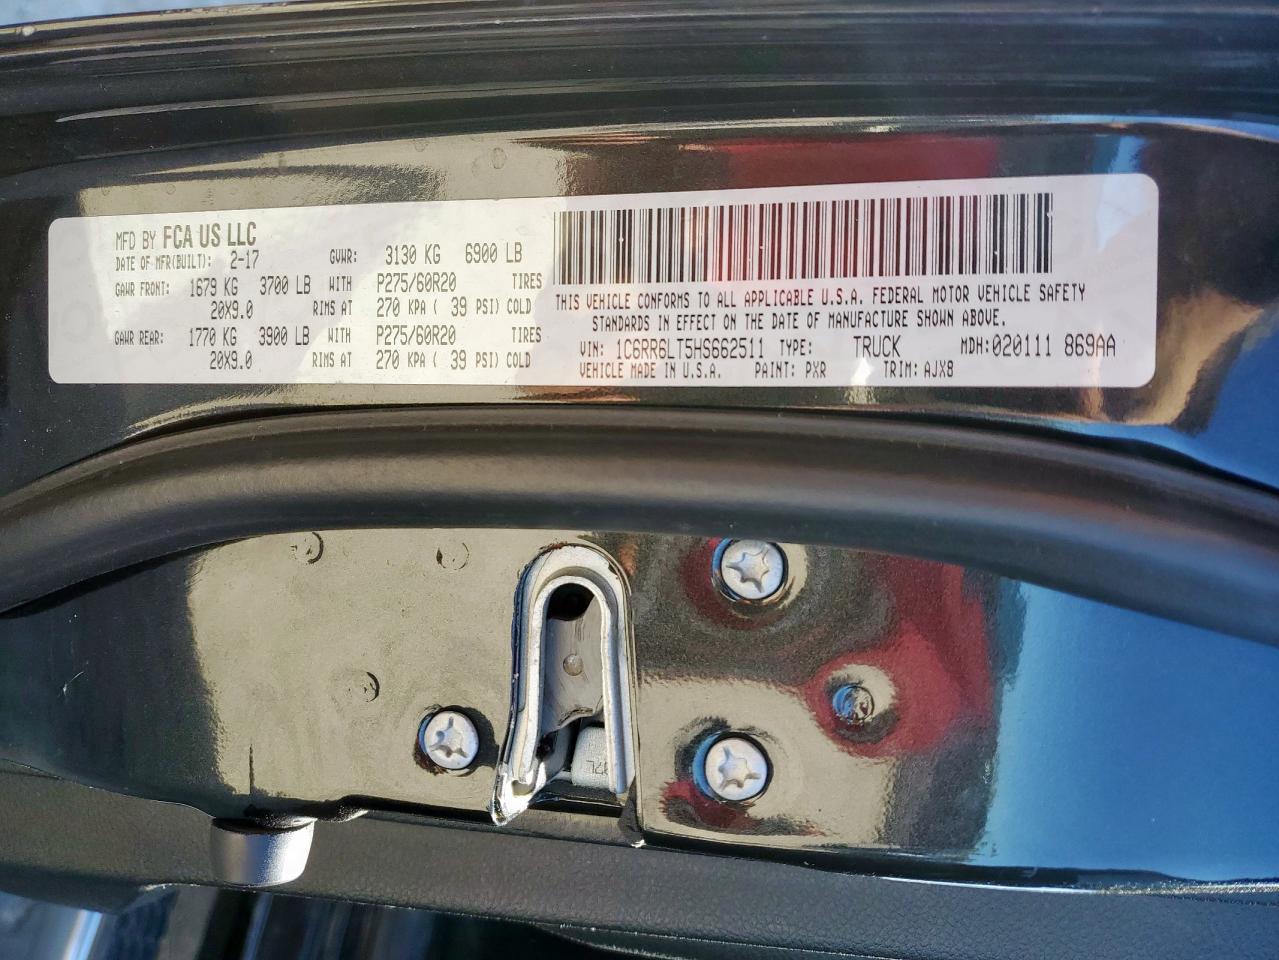 MFD BY FCA US LLC
DATE OF MFR(BUILT): 2-17 GVWR: 3130 KG 6900 LB
GAWR FRONT: 1679 KG 3700 LB WITH P275/60R20 TIRES
20X9.0 RIMS AT 270 KPA ( 39 PSI) COLD
GAWR REAR: 1770 KG 3900 LB WITH P275/60R20 TIRES
20X9.0 RIMS AT 270 KPA ( 39 PSI) COLD
THIS VEHICLE CONFORMS TO ALL APPLICABLE U.S.A. FEDERAL MOTOR VEHICLE SAFETY
STANDARDS IN EFFECT ON THE DATE OF MANUFACTURE SHOWN ABOVE.
VIN: 1C6RR6LT5HS662511 TYPE: TRUCK MDH: 020111 869AA
VEHICLE MADE IN U.S.A. PAINT: PXR TRIM: AJX8